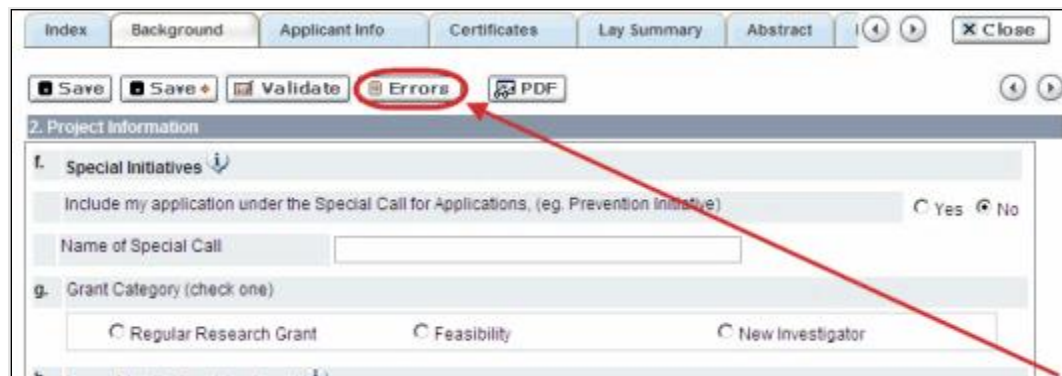 Index Background Applicant Info Certificates Lay Summary Abstract Close
Save Save Validate Errors PDF
2. Project Information
f. Special Initiatives
Include my application under the Special Call for Applications, (eg. Prevention Initiative) Yes No
Name of Special Call
g. Grant Category (check one)
Regular Research Grant Feasibility New Investigator